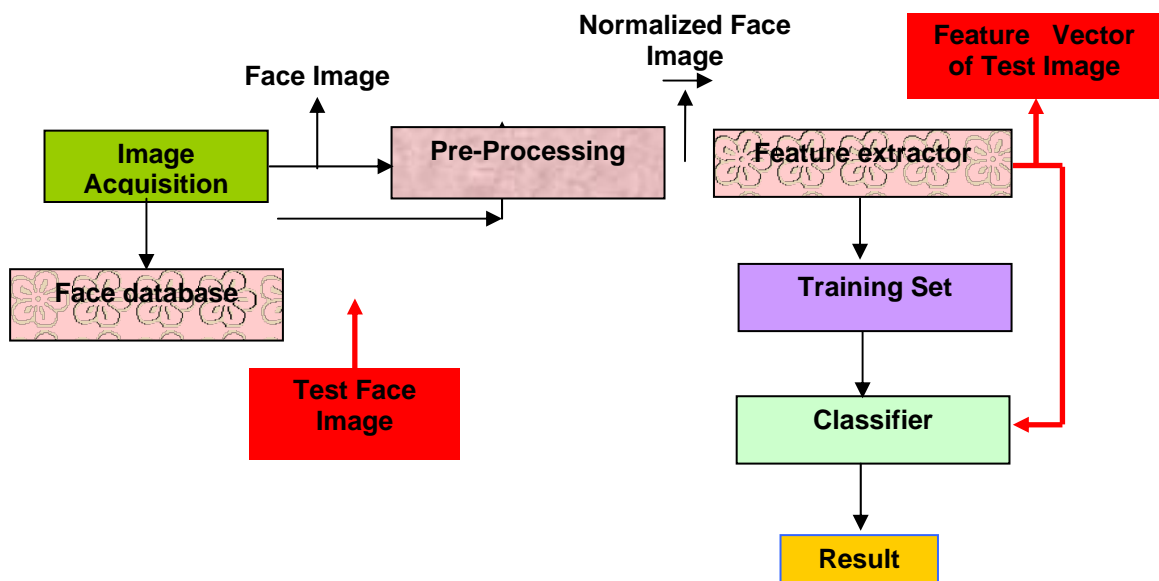 Normalized Face
Image
Feature Vector
of Test Image
Face Image
Image
Acquisition
Pre-Processing
Feature extractor
Face database
Training Set
Test Face
Image
Classifier
Result